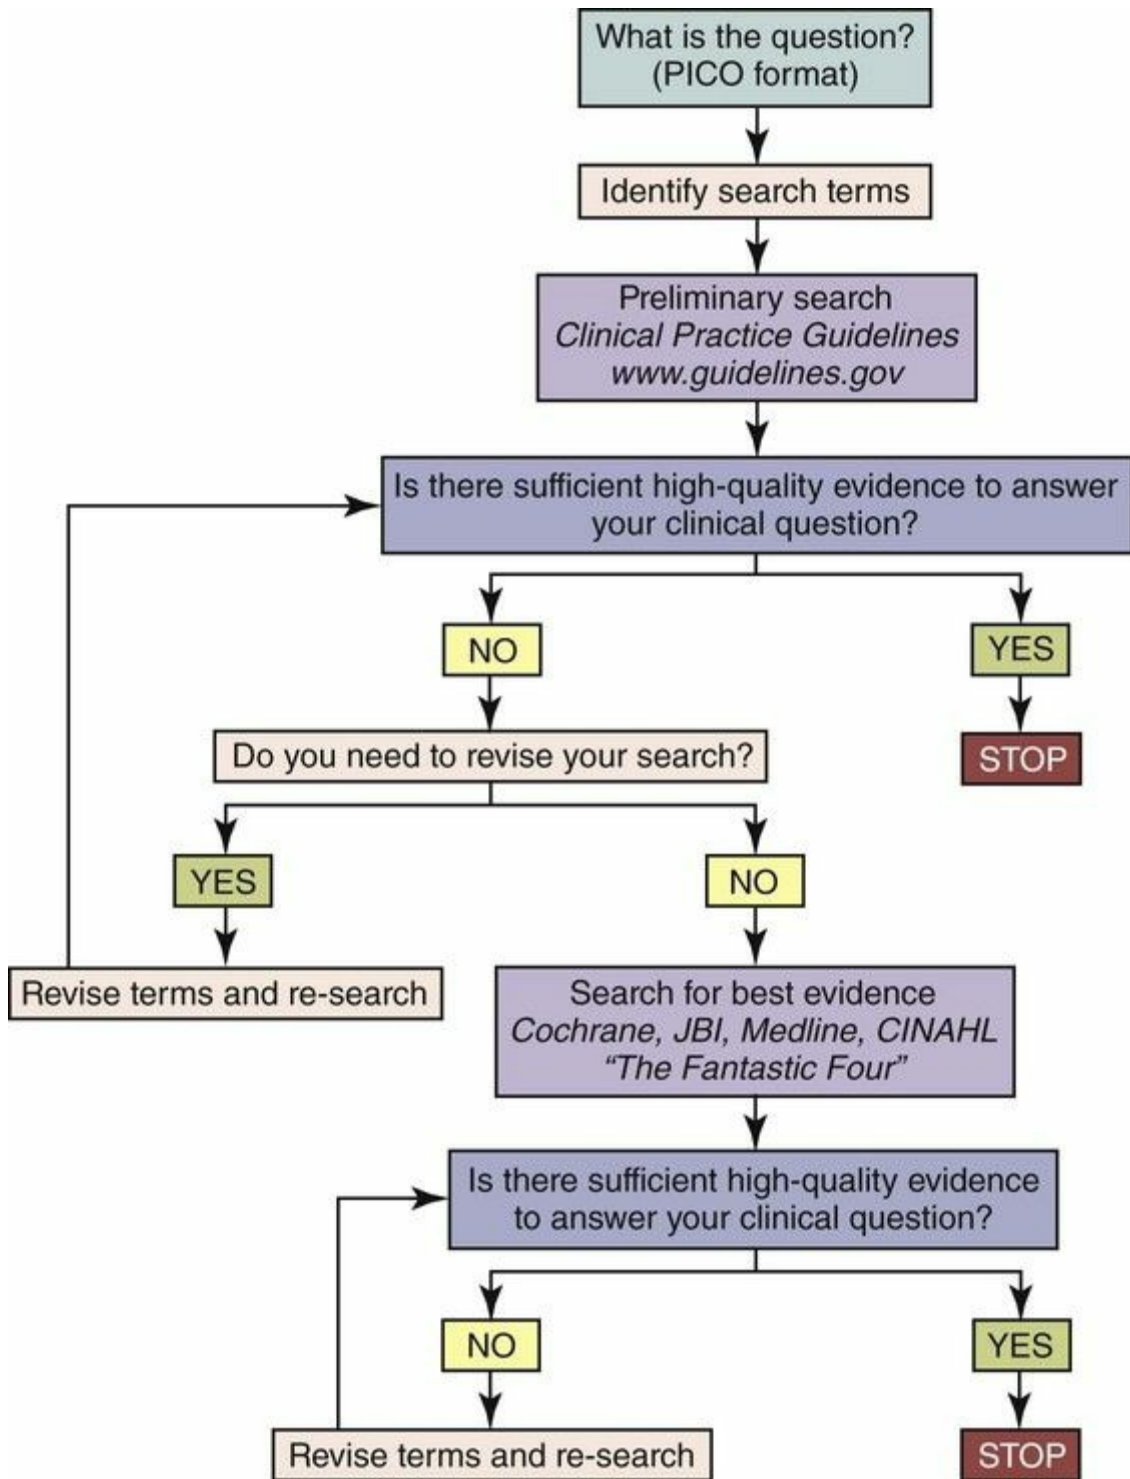 What is the question?
(PICO format)
Identify search terms
Preliminary search
Clinical Practice Guidelines
www.guidelines.gov
Is there sufficient high-quality evidence to answer
your clinical question?
NO
YES
Do you need to revise your search?
STOP
YES
NO
Revise terms and re-search
Search for best evidence
Cochrane, JBI, Medline, CINAHL
“The Fantastic Four”
Is there sufficient high-quality evidence
to answer your clinical question?
NO
YES
Revise terms and re-search
STOP